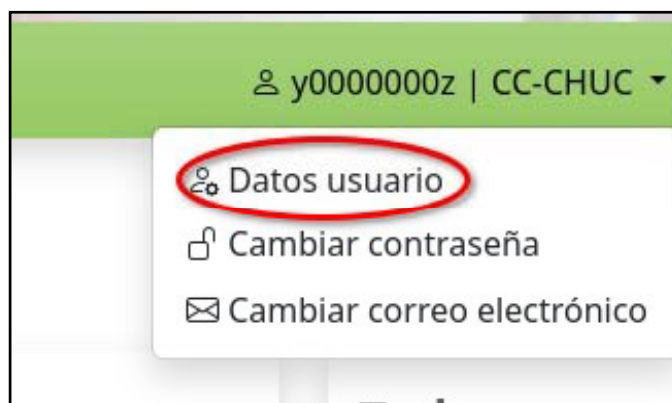 y0000000z | CC-CHUC
Datos usuario
Cambiar contraseña
Cambiar correo electrónico